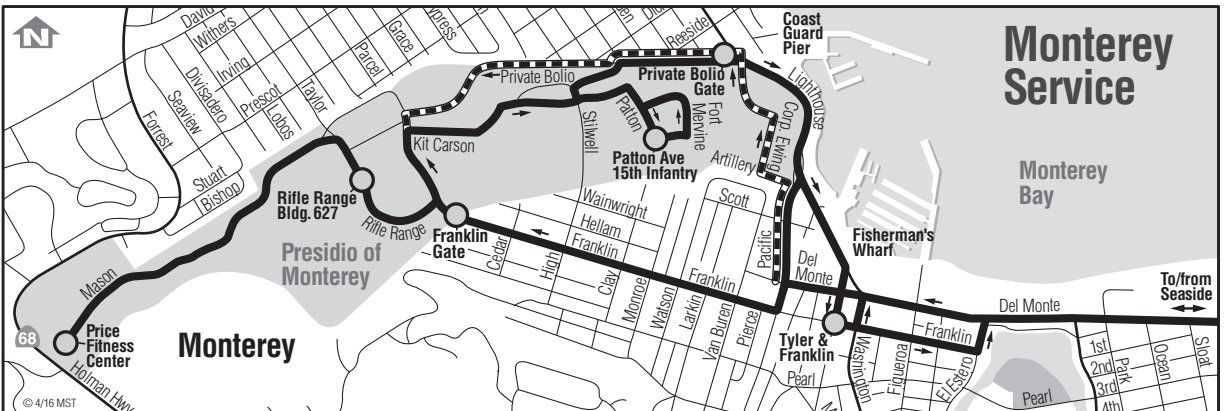 N
Monterey
Service
Monterey
Bay
Coast
Guard
Pier
David
Withers
Irving
Prescot
Lobos
Taylor
Parcel
Grace
Cypress
Reeside
Divisadero
Seaview
Forrest
Stuart
Bishop
Private Bolio
Private Bolio
Gate
Lighthouse
Patton
Fort
Mervine
Corp. Ewing
Artillery
Kit Carson
Stilwell
Patton Ave
15th Infantry
Rifle Range
Bldg. 627
Rifle Range
Franklin
Gate
Presidio of
Monterey
Mason
Wainwright
Hellam
Franklin
Scott
Pacific
Cedar
High
Clay
Monroe
Watson
Larkin
Van Buren
Pierce
Franklin
Del
Monte
Fisherman's
Wharf
Del Monte
To/from
Seaside
68
Price
Fitness
Center
Holman Hwy
Monterey
Tyler &
Franklin
Pearl
Washington
Figueroa
El Estero
Franklin
Pearl
1st
2nd
3rd
4th
Park
Ocean
Sloat
© 4/16 MST